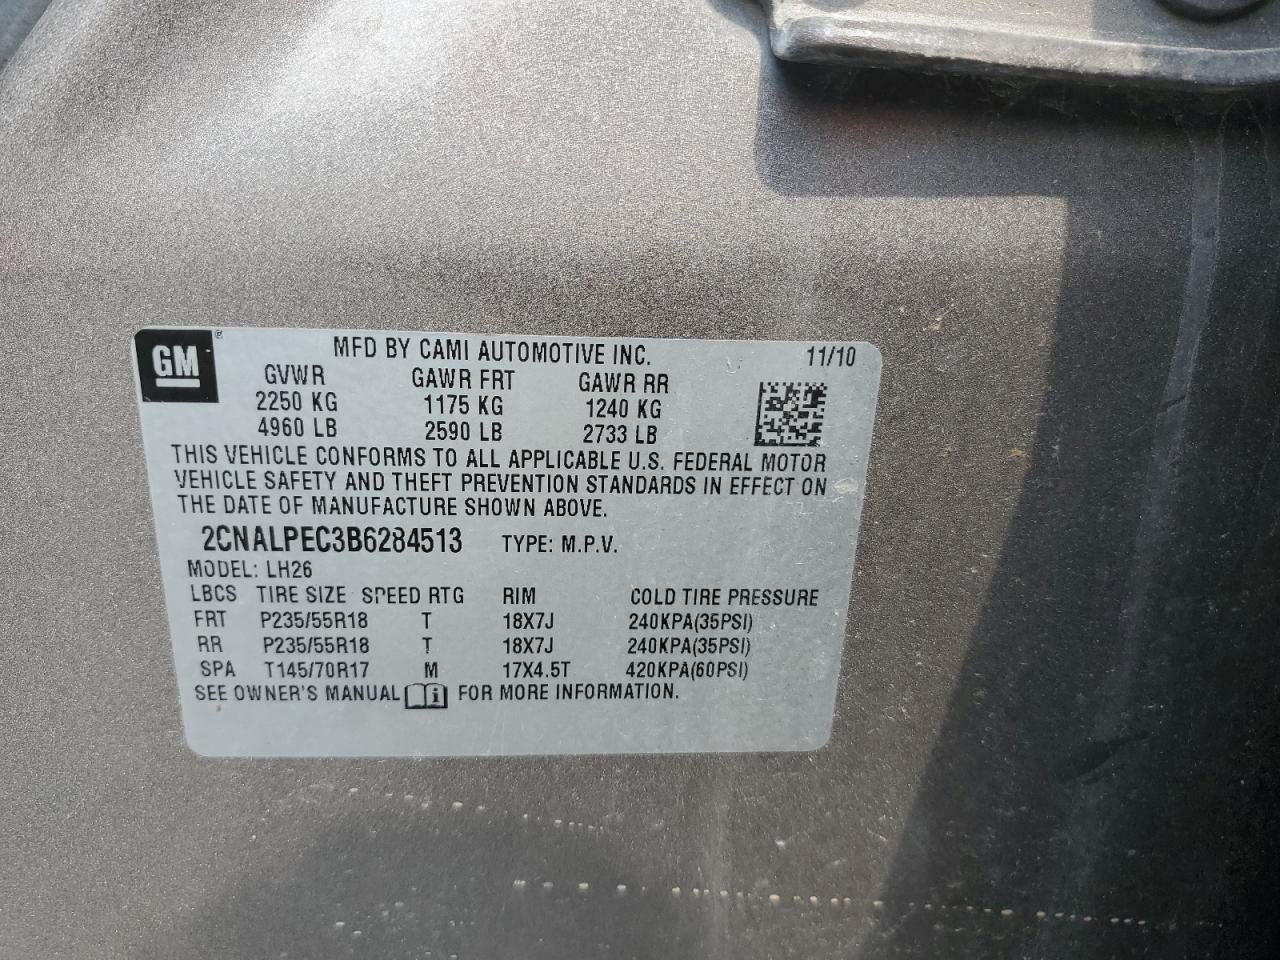 GM ®
MFD BY CAMI AUTOMOTIVE INC. 11/10
GVWR GAWR FRT GAWR RR
2250 KG 1175 KG 1240 KG
4960 LB 2590 LB 2733 LB
THIS VEHICLE CONFORMS TO ALL APPLICABLE U.S. FEDERAL MOTOR
VEHICLE SAFETY AND THEFT PREVENTION STANDARDS IN EFFECT ON
THE DATE OF MANUFACTURE SHOWN ABOVE.
2CNALPEC3B6284513 TYPE: M.P.V.
MODEL: LH26
LBCS TIRE SIZE SPEED RTG RIM COLD TIRE PRESSURE
FRT P235/55R18 T 18X7J 240KPA(35PSI)
RR P235/55R18 T 18X7J 240KPA(35PSI)
SPA T145/70R17 M 17X4.5T 420KPA(60PSI)
SEE OWNER'S MANUAL i FOR MORE INFORMATION.